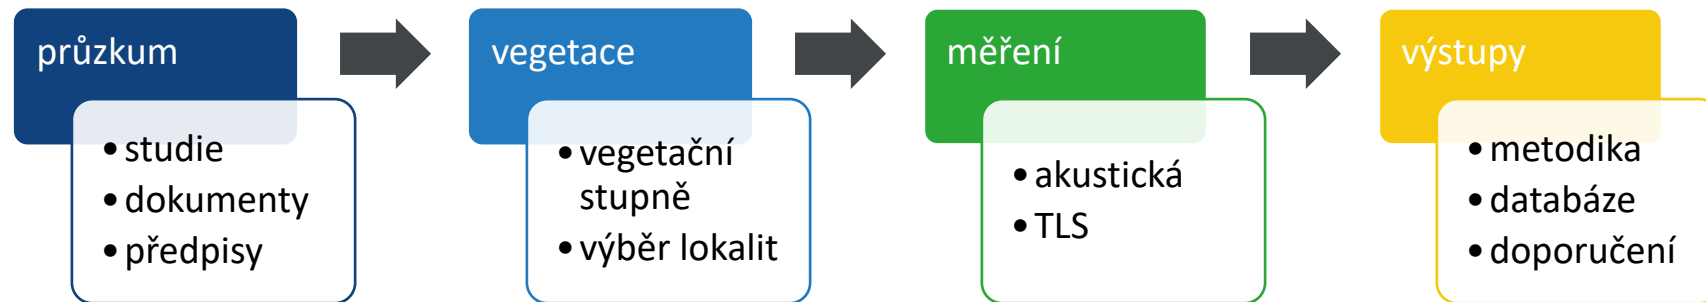 průzkum
• studie
• dokumenty
• předpisy
vegetace
• vegetační
stupně
• výběr lokalit
měření
• akustická
• TLS
výstupy
• metodika
• databáze
• doporučení